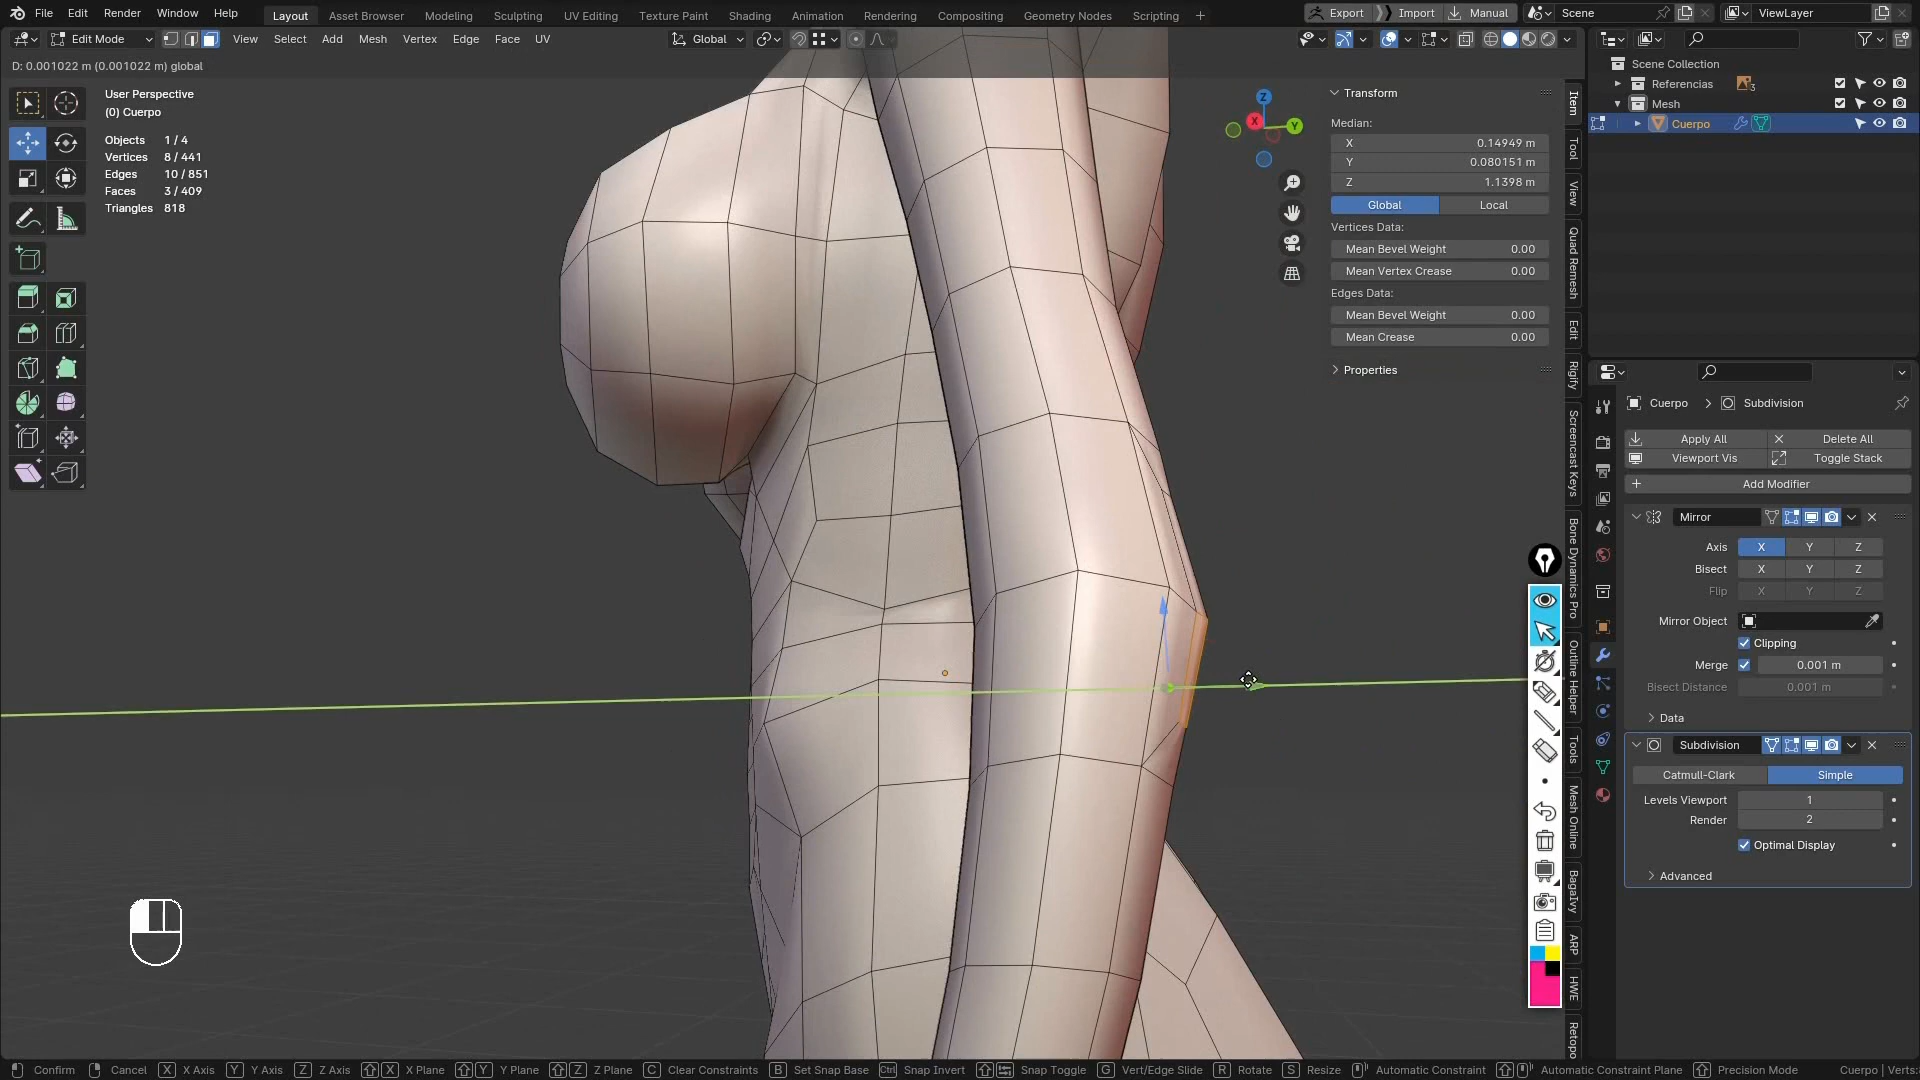 File Edit Render Window Help Layout Asset Browser Modeling Sculpting UV Editing Texture Paint Shading Animation Rendering Compositing Geometry Nodes Scripting + Export Import Manual Scene ViewLayer
Edit Mode View Select Add Mesh Vertex Edge Face UV Global
D: 0.001022 m (0.001022 m) global
User Perspective
(0) Cuerpo
Objects 1 / 4
Vertices 8 / 441
Edges 10 / 851
Faces 3 / 409
Triangles 818
Z
X
Y
Transform
Median:
X 0.14949 m
Y 0.080151 m
Z 1.1398 m
Global Local
Vertices Data:
Mean Bevel Weight 0.00
Mean Vertex Crease 0.00
Edges Data:
Mean Bevel Weight 0.00
Mean Crease 0.00
Properties
Item
Tool
View
Quad Remesh
Edit
Rigify
Screencast Keys
Bone Dynamics Pro
Outline Helper
Tools
Mesh Online
BagaIvy
ARP
HWE
Retopo
Scene Collection
Referencias 3
Mesh
Cuerpo
Cuerpo > Subdivision
Apply All Delete All
Viewport Vis Toggle Stack
+ Add Modifier
Mirror
Axis X Y Z
Bisect X Y Z
Flip X Y Z
Mirror Object
Clipping
Merge 0.001 m
Bisect Distance 0.001 m
Data
Subdivision
Catmull-Clark Simple
Levels Viewport 1
Render 2
Optimal Display
Advanced
Confirm Cancel X X Axis Y Y Axis Z Z Axis X X Plane Y Y Plane Z Z Plane C Clear Constraints B Set Snap Base Ctrl Snap Invert Snap Toggle G Vert/Edge Slide R Rotate S Resize Automatic Constraint Automatic Constraint Plane Precision Mode Cuerpo | Verts: